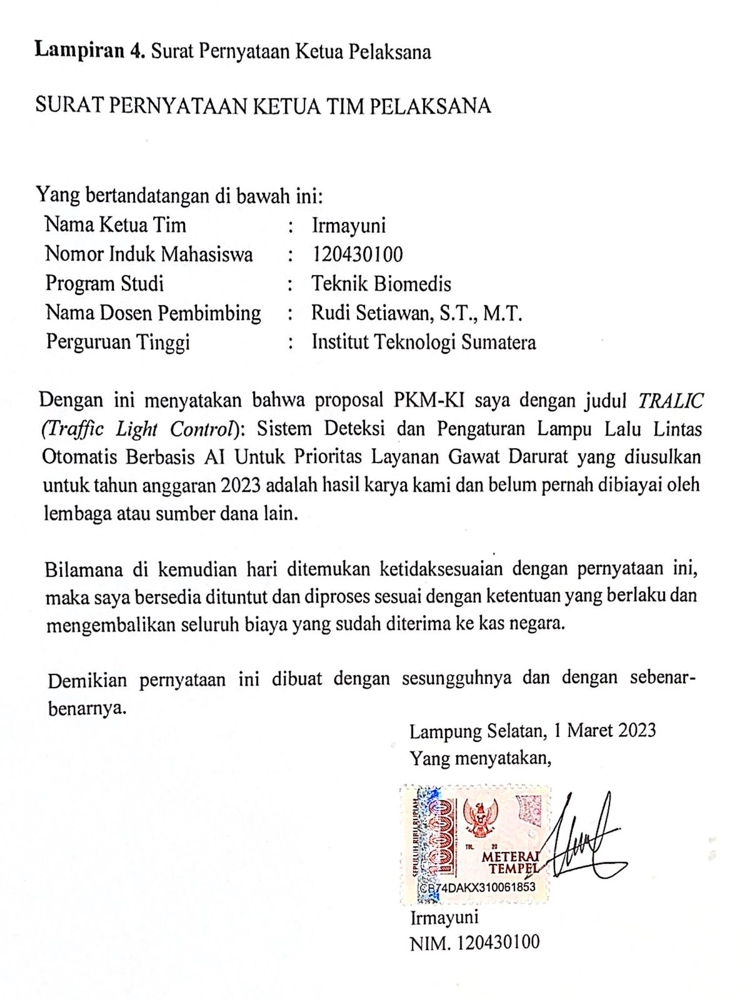 Lampiran 4. Surat Pernyataan Ketua Pelaksana
SURAT PERNYATAAN KETUA TIM PELAKSANA
Yang bertandatangan di bawah ini:
Nama Ketua Tim : Irmayuni
Nomor Induk Mahasiswa : 120430100
Program Studi : Teknik Biomedis
Nama Dosen Pembimbing : Rudi Setiawan, S.T., M.T.
Perguruan Tinggi : Institut Teknologi Sumatera
Dengan ini menyatakan bahwa proposal PKM-KI saya dengan judul TRALIC
(Traffic Light Control): Sistem Deteksi dan Pengaturan Lampu Lalu Lintas
Otomatis Berbasis AI Untuk Prioritas Layanan Gawat Darurat yang diusulkan
untuk tahun anggaran 2023 adalah hasil karya kami dan belum pernah dibiayai oleh
lembaga atau sumber dana lain.
Bilamana di kemudian hari ditemukan ketidaksesuaian dengan pernyataan ini,
maka saya bersedia dituntut dan diproses sesuai dengan ketentuan yang berlaku dan
mengembalikan seluruh biaya yang sudah diterima ke kas negara.
Demikian pernyataan ini dibuat dengan sesungguhnya dan dengan sebenar-
benarnya.
Lampung Selatan, 1 Maret 2023
Yang menyatakan,
SEPULUH RIBU RUPIAH
10000
TGL. 20
METERAI
TEMPEL
CB74DAKX310061853
Irmayuni
NIM. 120430100